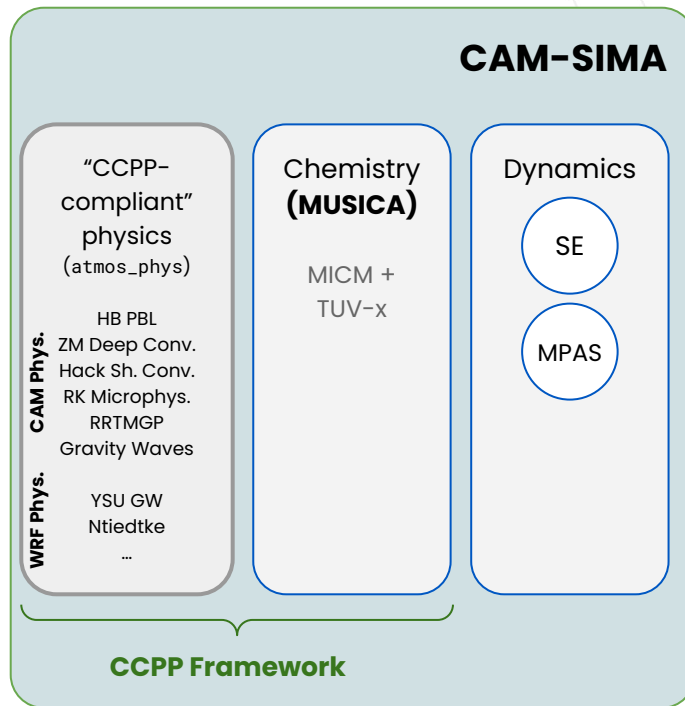 CAM-SIMA
“CCPP-
compliant”
physics
(atmos_phys)
CAM Phys.
HB PBL
ZM Deep Conv.
Hack Sh. Conv.
RK Microphys.
RRTMGP
Gravity Waves
WRF Phys.
YSU GW
Ntiedtke
...
Chemistry
(MUSICA)
MICM +
TUV-x
Dynamics
SE
MPAS
CCPP Framework